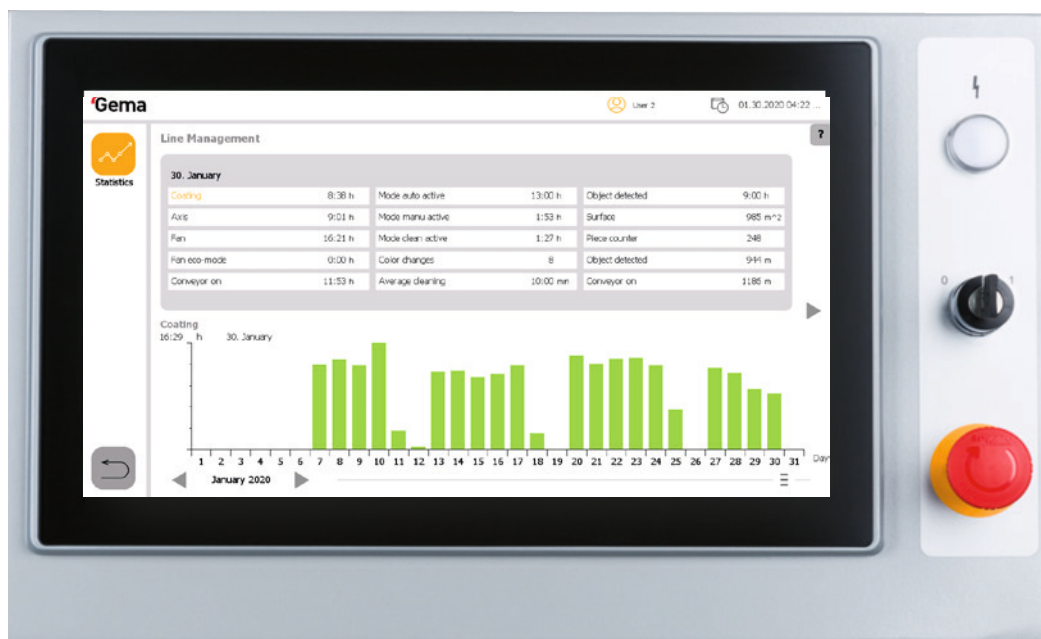 Gema
User 2
01.30.2020 04:22 ...
Statistics
Line Management
?
30. January
Coating 8:38 h Mode auto active 13:00 h Object detected 9:00 h
Axis 9:01 h Mode manu active 1:53 h Surface 985 m^2
Fan 16:21 h Mode clean active 1:27 h Piece counter 248
Fan eco-mode 0:00 h Color changes 8 Object detected 944 m
Conveyor on 11:53 h Average cleaning 10:00 mn Conveyor on 1186 m
Coating
16:29 h 30. January
1 2 3 4 5 6 7 8 9 10 11 12 13 14 15 16 17 18 19 20 21 22 23 24 25 26 27 28 29 30 31 Day
January 2020
0 1